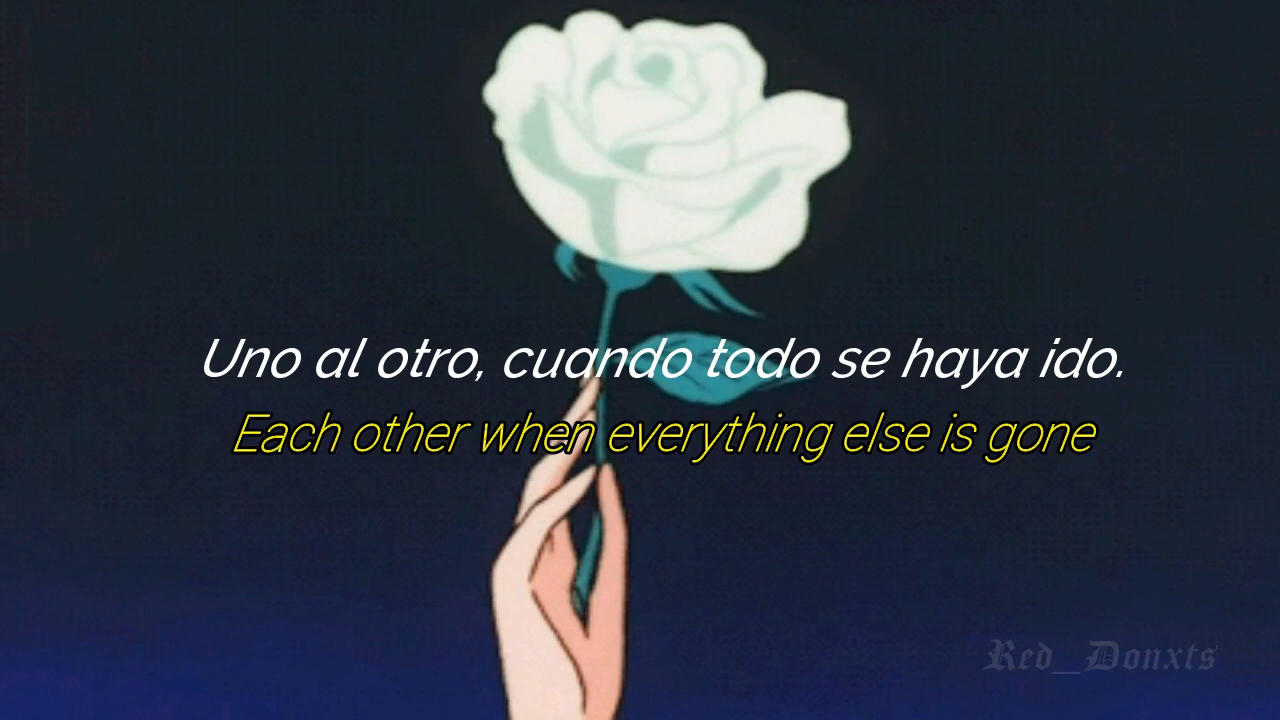 Uno al otro, cuando todo se haya ido.
Each other when everything else is gone
Red_Donxts